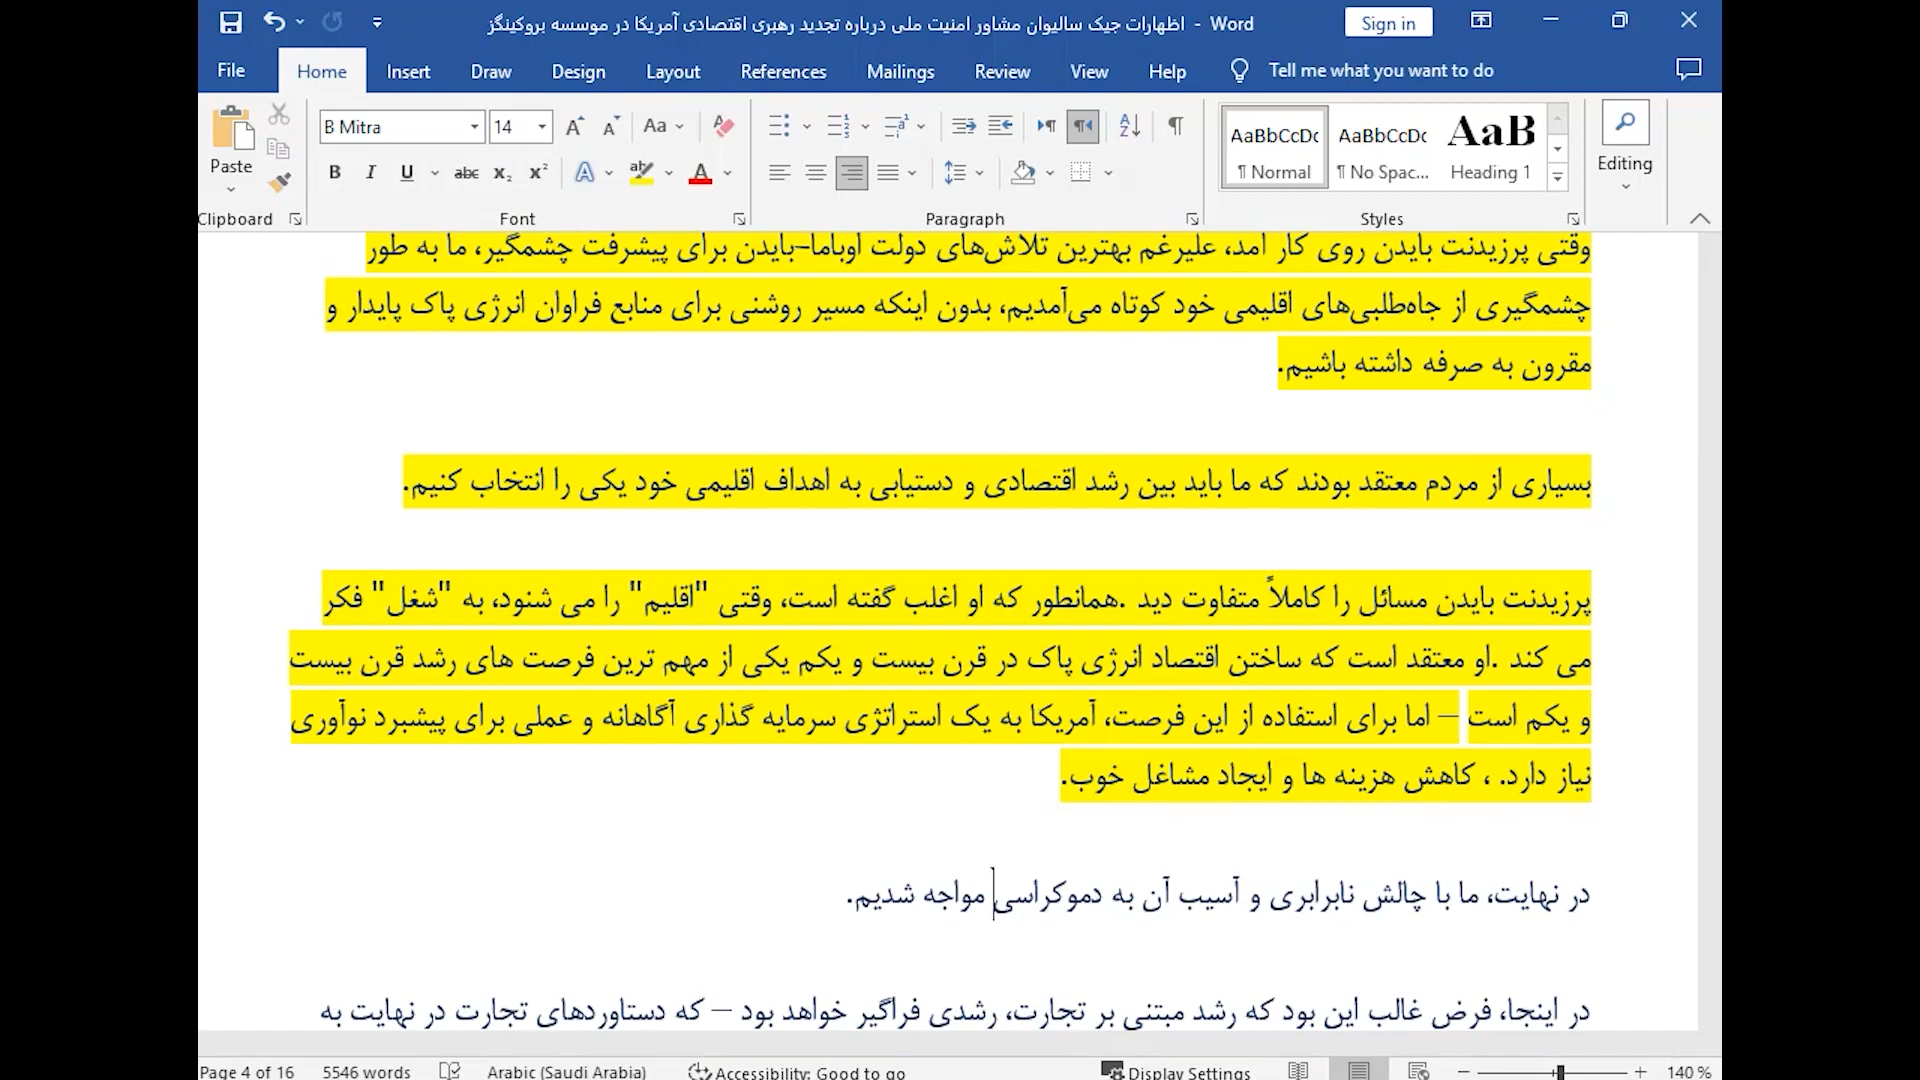 اظهارات جیک سالیوان مشاور امنیت ملی درباره تجدید رهبری اقتصادی آمریکا در موسسه بروکینگز - Word
Sign in
File Home Insert Draw Design Layout References Mailings Review View Help Tell me what you want to do
B Mitra 14 Aa
AaBbCcDc AaBbCcDc AaB
Paste
B I U abc x₂ x² A A
¶ Normal ¶ No Spac... Heading 1
Editing
Clipboard Font Paragraph Styles
وقتی پرزیدنت بایدن روی کار آمد، علیرغم بهترین تلاش‌های دولت اوباما–بایدن برای پیشرفت چشمگیر، ما به طور
چشمگیری از جاه‌طلبی‌های اقلیمی خود کوتاه می‌آمدیم، بدون اینکه مسیر روشنی برای منابع فراوان انرژی پاک پایدار و
مقرون به صرفه داشته باشیم.
بسیاری از مردم معتقد بودند که ما باید بین رشد اقتصادی و دستیابی به اهداف اقلیمی خود یکی را انتخاب کنیم.
پرزیدنت بایدن مسائل را کاملاً متفاوت دید .همانطور که او اغلب گفته است، وقتی "اقلیم" را می شنود، به "شغل" فکر
می کند .او معتقد است که ساختن اقتصاد انرژی پاک در قرن بیست و یکم یکی از مهم ترین فرصت های رشد قرن بیست
و یکم است – اما برای استفاده از این فرصت، آمریکا به یک استراتژی سرمایه گذاری آگاهانه و عملی برای پیشبرد نوآوری
نیاز دارد. ، کاهش هزینه ها و ایجاد مشاغل خوب.
در نهایت، ما با چالش نابرابری و آسیب آن به دموکراسی مواجه شدیم.
در اینجا، فرض غالب این بود که رشد مبتنی بر تجارت، رشدی فراگیر خواهد بود – که دستاوردهای تجارت در نهایت به
Page 4 of 16 5546 words Arabic (Saudi Arabia) Accessibility: Good to go Display Settings 140 %